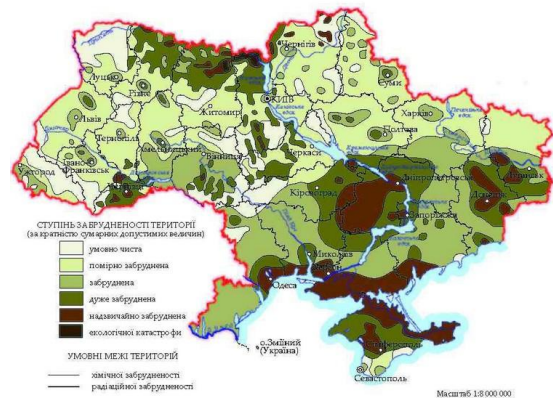 Чернігів
Луцьк
Рівне
Суми
КИЇВ
Житомир
Львів
Харків
Полтава
Тернопіль
Хмельницький
Вінниця
Черкаси
Івано-
Франківськ
Ужгород
Кіровоград
Дніпропетровськ
Донецьк
Луганськ
Запоріжжя
Миколаїв
Одеса
СТУПІНЬ ЗАБРУДНЕНОСТІ ТЕРИТОРІЇ
(за кратністю сумарних допустимих величин)
умовно чиста
помірно забруднена
забруднена
дуже забруднена
надзвичайно забруднена
екологічної катастрофи
УМОВНІ МЕЖІ ТЕРИТОРІЙ
хімічної забрудненості
радіаційної забрудненості
о.Зміїний
(Україна)
Сімферополь
Севастополь
Масштаб 1:8 000 000